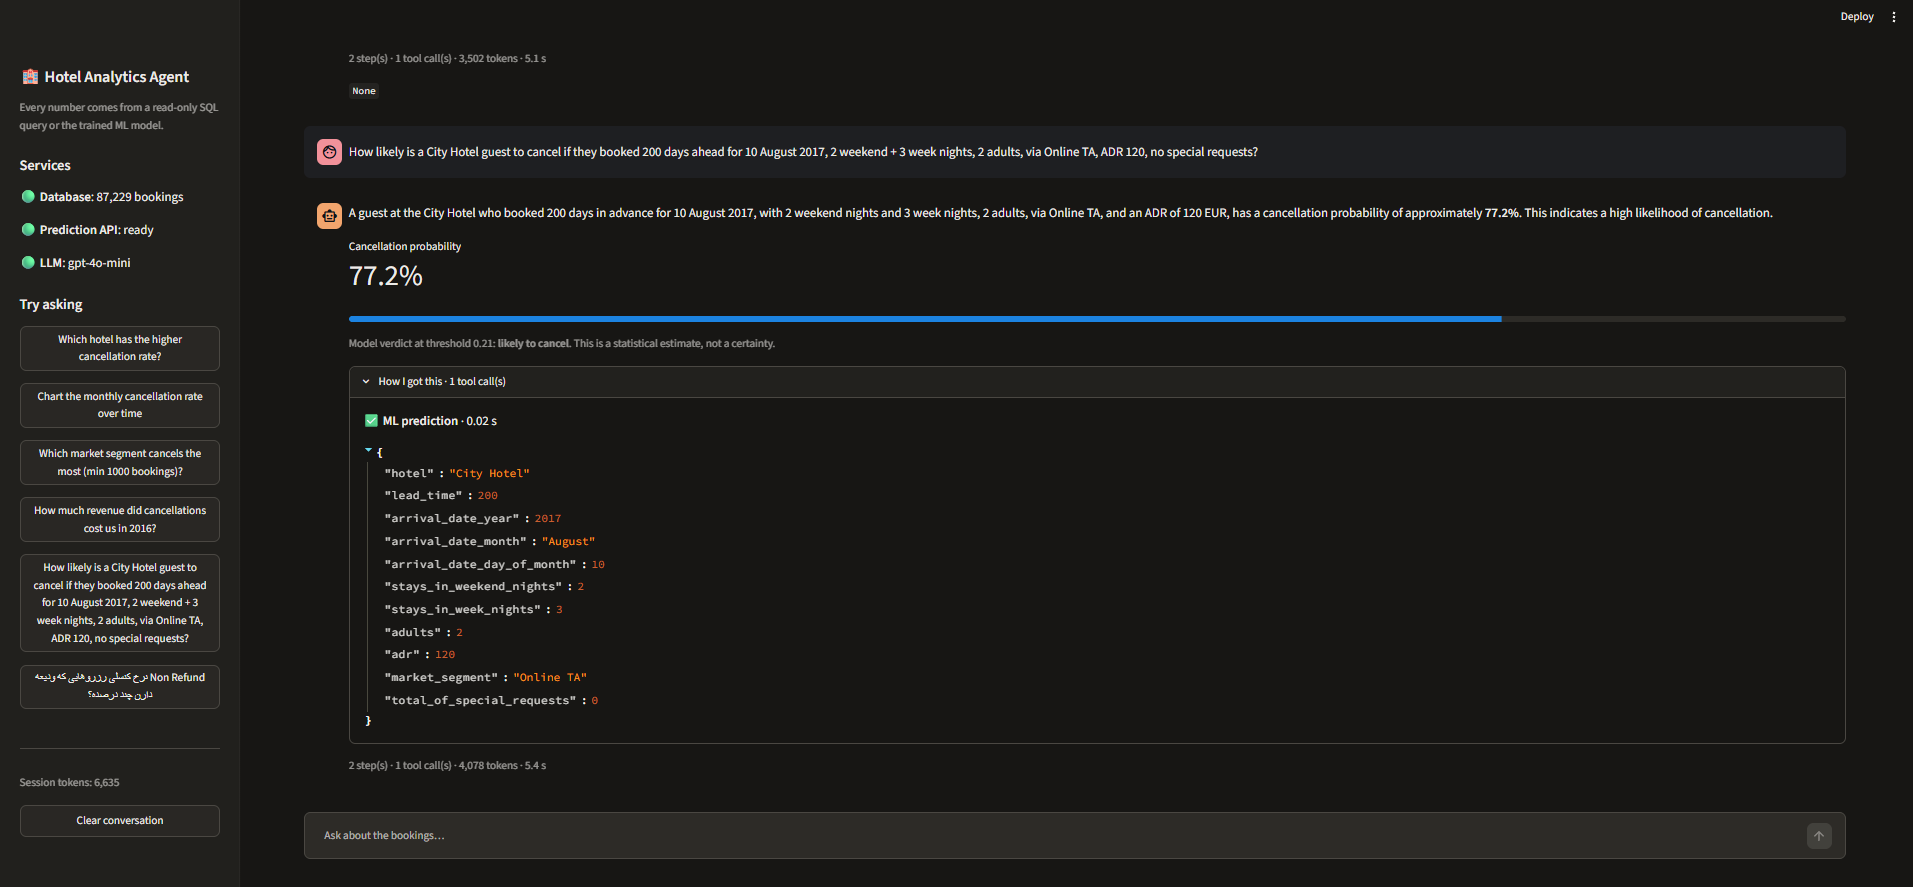 Deploy
🏨 Hotel Analytics Agent
Every number comes from a read-only SQL
query or the trained ML model.
Services
Database: 87,229 bookings
Prediction API: ready
LLM: gpt-4o-mini
Try asking
Which hotel has the higher
cancellation rate?
Chart the monthly cancellation rate
over time
Which market segment cancels the
most (min 1000 bookings)?
How much revenue did cancellations
cost us in 2016?
How likely is a City Hotel guest to
cancel if they booked 200 days ahead
for 10 August 2017, 2 weekend + 3
week nights, 2 adults, via Online TA,
ADR 120, no special requests?
نرخ کنسلی رزروهایی که ودیعه Non Refund
دارن چند درصده؟
Session tokens: 6,635
Clear conversation
2 step(s) · 1 tool call(s) · 3,502 tokens · 5.1 s
None
How likely is a City Hotel guest to cancel if they booked 200 days ahead for 10 August 2017, 2 weekend + 3 week nights, 2 adults, via Online TA, ADR 120, no special requests?
A guest at the City Hotel who booked 200 days in advance for 10 August 2017, with 2 weekend nights and 3 week nights, 2 adults, via Online TA, and an ADR of 120 EUR, has a cancellation probability of approximately 77.2%. This indicates a high likelihood of cancellation.
Cancellation probability
77.2%
Model verdict at threshold 0.21: likely to cancel. This is a statistical estimate, not a certainty.
How I got this · 1 tool call(s)
✅ ML prediction · 0.02 s
{
"hotel" : "City Hotel"
"lead_time" : 200
"arrival_date_year" : 2017
"arrival_date_month" : "August"
"arrival_date_day_of_month" : 10
"stays_in_weekend_nights" : 2
"stays_in_week_nights" : 3
"adults" : 2
"adr" : 120
"market_segment" : "Online TA"
"total_of_special_requests" : 0
}
2 step(s) · 1 tool call(s) · 4,078 tokens · 5.4 s
Ask about the bookings…